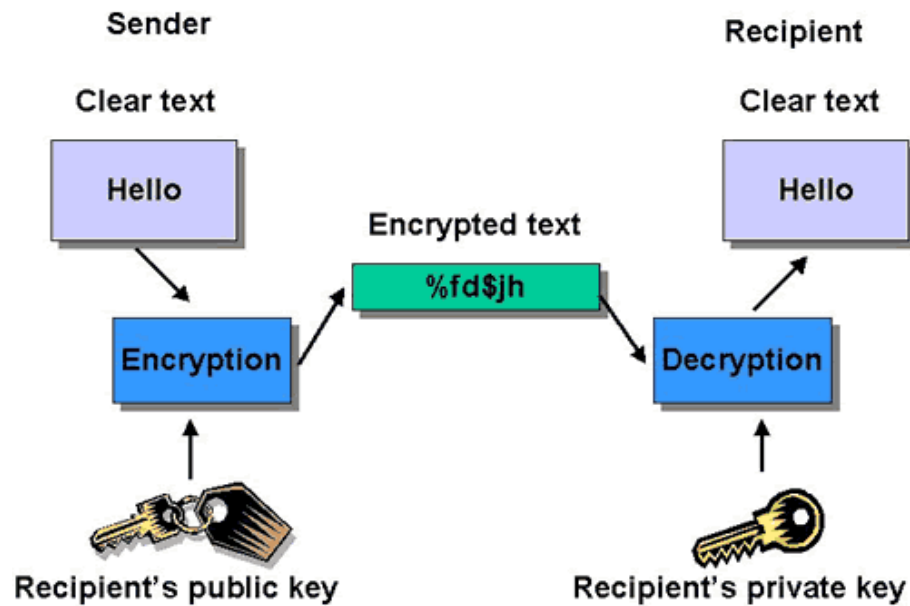 Sender
Recipient
Clear text
Clear text
Hello
Hello
Encrypted text
%fd$jh
Encryption
Decryption
Recipient's public key
Recipient's private key